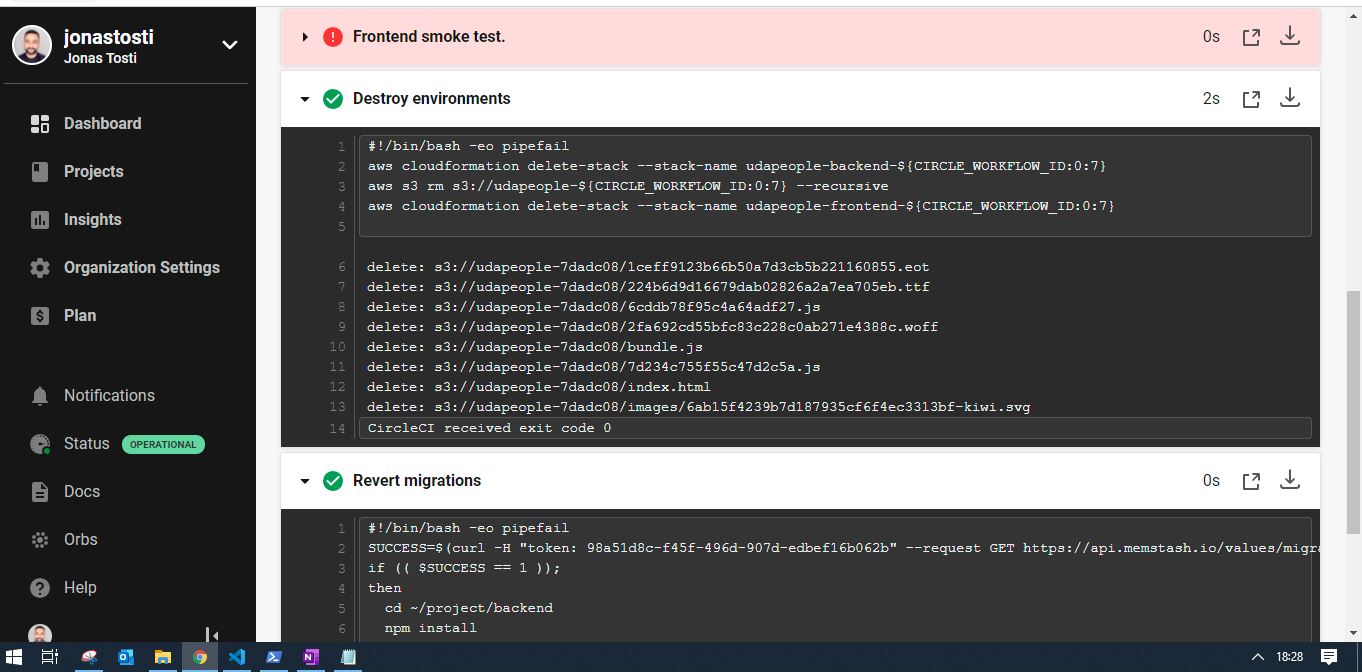 jonastosti
Jonas Tosti
Dashboard
Projects
Insights
Organization Settings
Plan
Notifications
Status OPERATIONAL
Docs
Orbs
Help
Frontend smoke test. 0s
Destroy environments 2s
1 #!/bin/bash -eo pipefail
2 aws cloudformation delete-stack --stack-name udapeople-backend-${CIRCLE_WORKFLOW_ID:0:7}
3 aws s3 rm s3://udapeople-${CIRCLE_WORKFLOW_ID:0:7} --recursive
4 aws cloudformation delete-stack --stack-name udapeople-frontend-${CIRCLE_WORKFLOW_ID:0:7}
5
6 delete: s3://udapeople-7dadc08/1ceff9123b66b50a7d3cb5b221160855.eot
7 delete: s3://udapeople-7dadc08/224b6d9d16679dab02826a2a7ea705eb.ttf
8 delete: s3://udapeople-7dadc08/6cddb78f95c4a64adf27.js
9 delete: s3://udapeople-7dadc08/2fa692cd55bfc83c228c0ab271e4388c.woff
10 delete: s3://udapeople-7dadc08/bundle.js
11 delete: s3://udapeople-7dadc08/7d234c755f55c47d2c5a.js
12 delete: s3://udapeople-7dadc08/index.html
13 delete: s3://udapeople-7dadc08/images/6ab15f4239b7d187935cf6f4ec3313bf-kiwi.svg
14 CircleCI received exit code 0
Revert migrations 0s
1 #!/bin/bash -eo pipefail
2 SUCCESS=$(curl -H "token: 98a51d8c-f45f-496d-907d-edbef16b062b" --request GET https://api.memstash.io/values/migra
3 if (( $SUCCESS == 1 ));
4 then
5 cd ~/project/backend
6 npm install
18:28